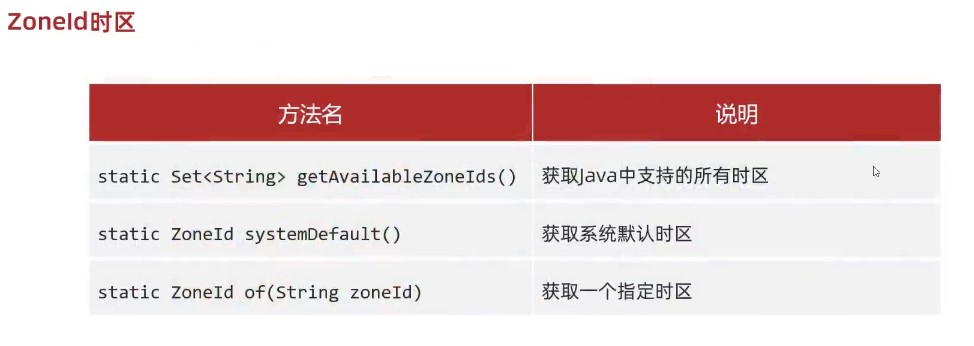 ZoneId时区
方法名 说明
static Set<String> getAvailableZoneIds() 获取Java中支持的所有时区
static ZoneId systemDefault() 获取系统默认时区
static ZoneId of(String zoneId) 获取一个指定时区